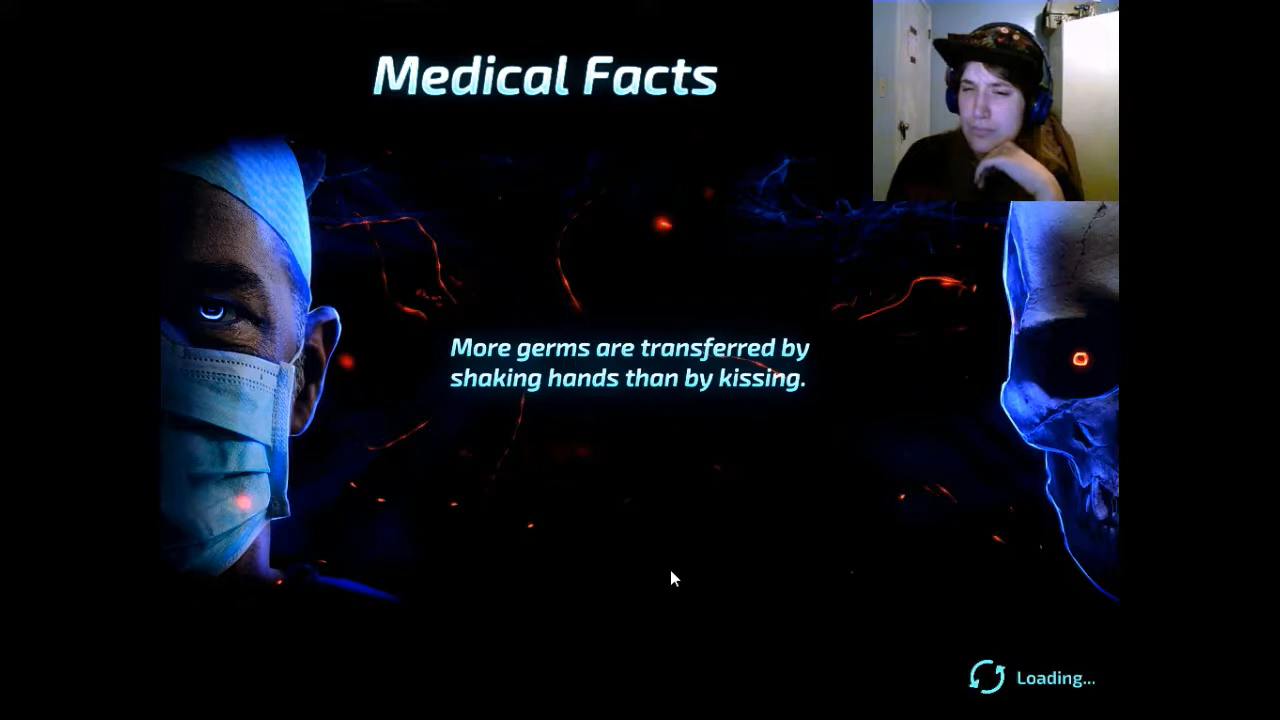 Medical Facts
More germs are transferred by
shaking hands than by kissing.
Loading...